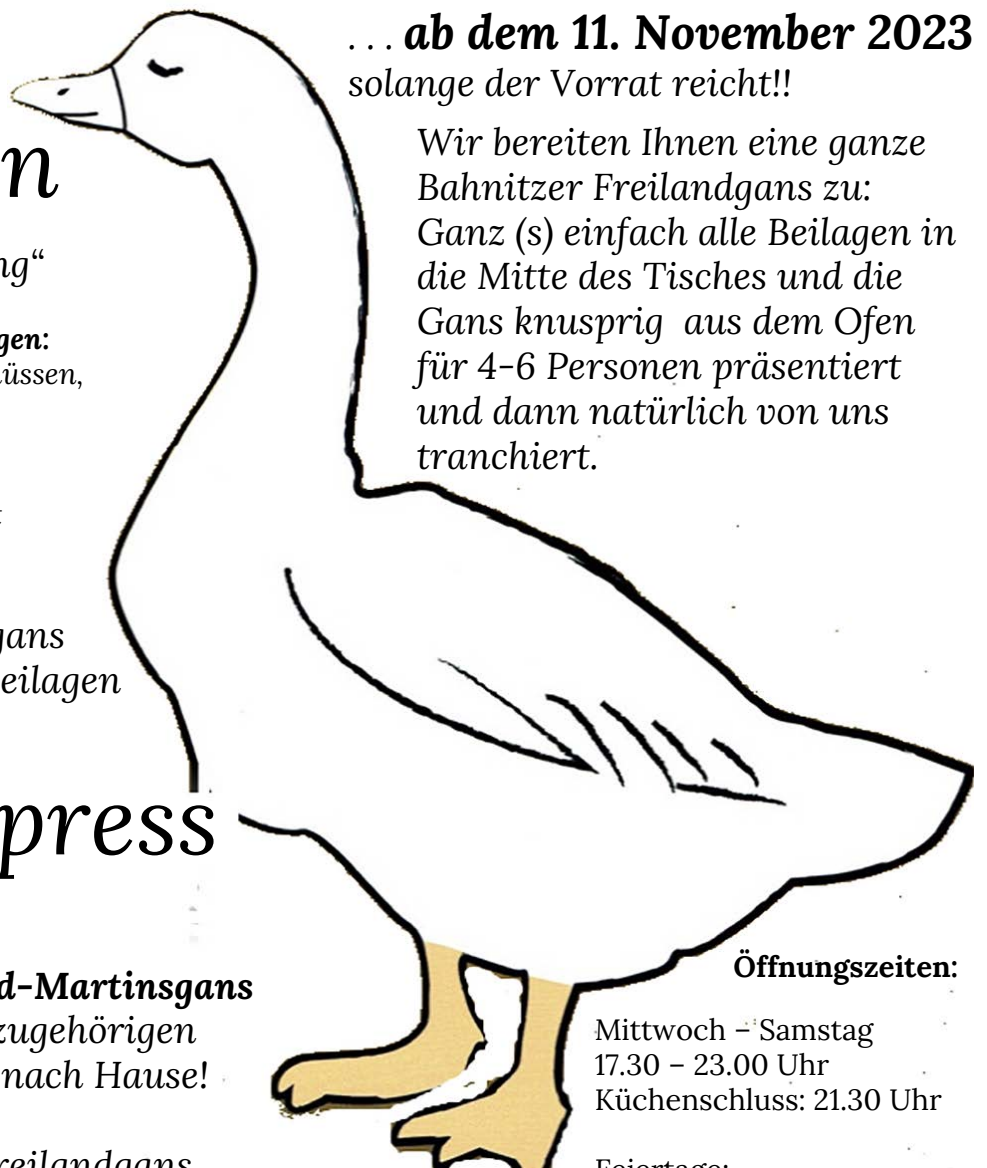 . . . ab dem 11. November 2023
solange der Vorrat reicht!!
Wir bereiten Ihnen eine ganze
Bahnitzer Freilandgans zu:
Ganz (s) einfach alle Beilagen in
die Mitte des Tisches und die
Gans knusprig aus dem Ofen
für 4-6 Personen präsentiert
und dann natürlich von uns
tranchiert.
n
ng“
gen:
üssen,
gans
eilagen
press
d-Martinsgans
zugehörigen
nach Hause!
reilandgans
Öffnungszeiten:
Mittwoch – Samstag
17.30 – 23.00 Uhr
Küchenschluss: 21.30 Uhr
Feiertage: